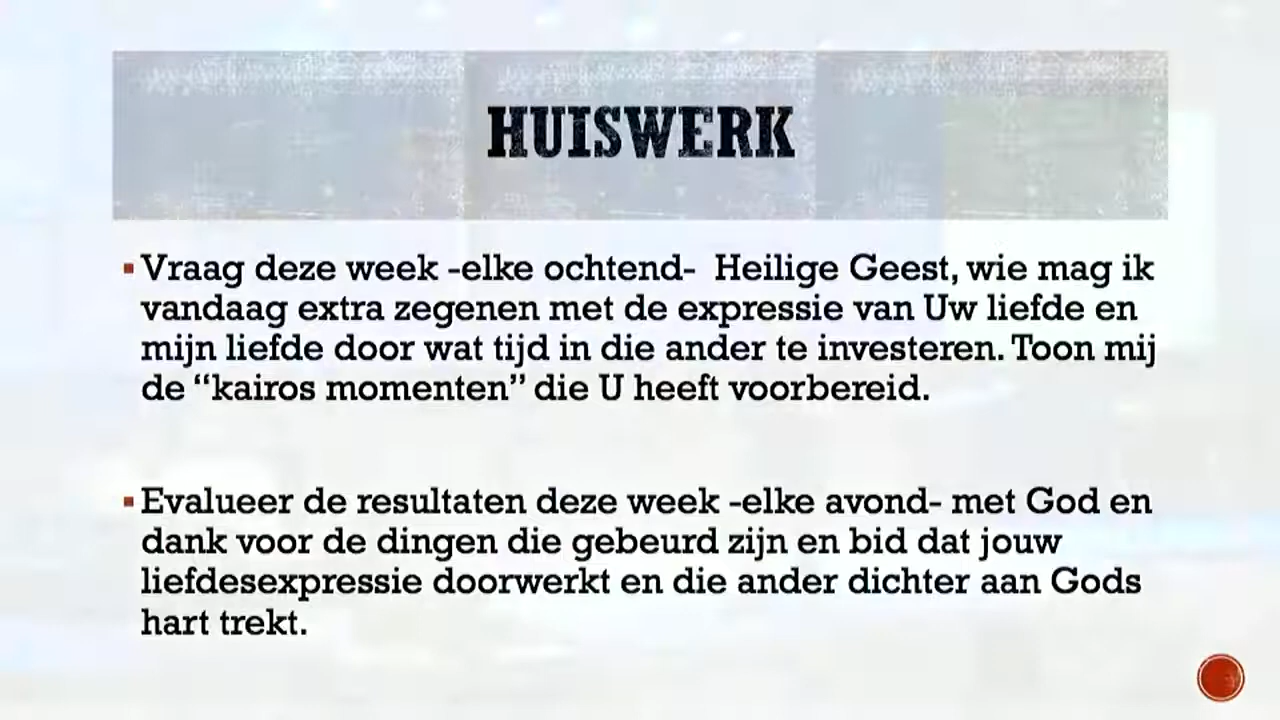 HUISWERK
Vraag deze week -elke ochtend- Heilige Geest, wie mag ik
vandaag extra zegenen met de expressie van Uw liefde en
mijn liefde door wat tijd in die ander te investeren. Toon mij
de “kairos momenten” die U heeft voorbereid.
Evalueer de resultaten deze week -elke avond- met God en
dank voor de dingen die gebeurd zijn en bid dat jouw
liefdesexpressie doorwerkt en die ander dichter aan Gods
hart trekt.